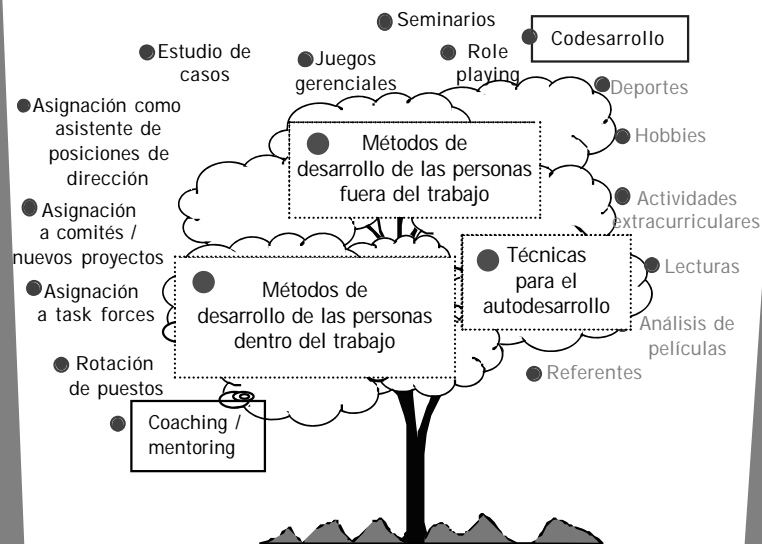 Seminarios
Codesarrollo
Estudio de
casos
Juegos
gerenciales
Role
playing
Deportes
Asignación como
asistente de
posiciones de
dirección
Métodos de
desarrollo de las personas
fuera del trabajo
Hobbies
Asignación
a comités /
nuevos proyectos
Actividades
extracurriculares
Técnicas
para el
autodesarrollo
Lecturas
Asignación
a task forces
Métodos de
desarrollo de las personas
dentro del trabajo
Análisis de
películas
Rotación
de puestos
Referentes
Coaching /
mentoring